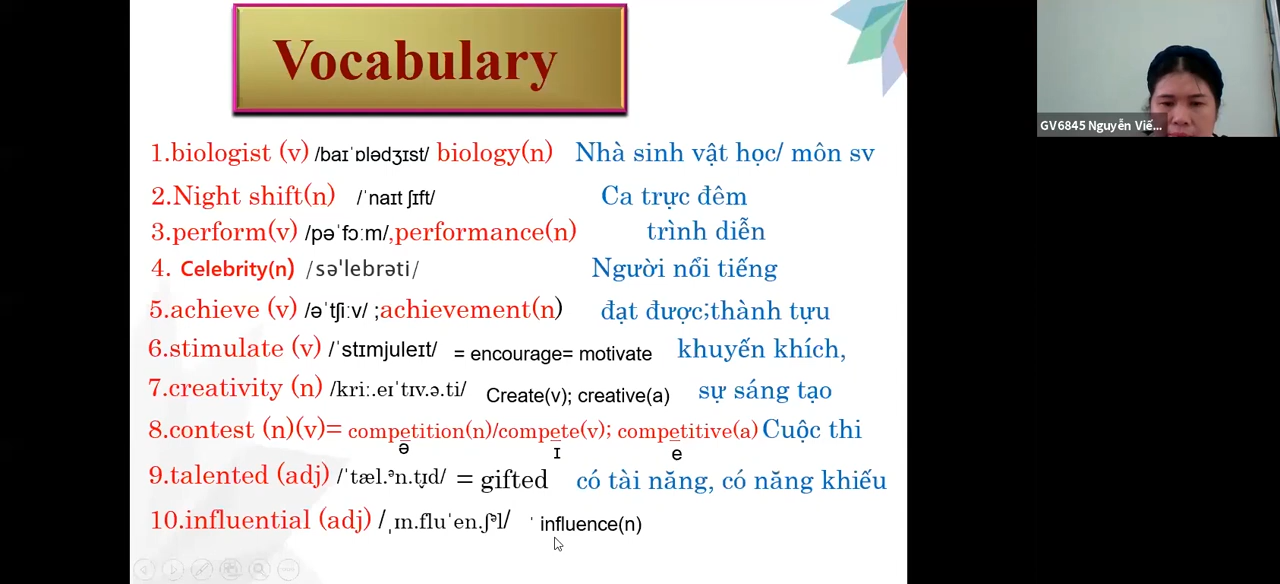 Vocabulary
GV6845 Nguyễn Viế...
1.biologist (v) /baɪˈɒlədʒɪst/ biology(n) Nhà sinh vật học/ môn sv
2.Night shift(n) /ˈnaɪt ʃɪft/ Ca trực đêm
3.perform(v) /pəˈfɔːm/,performance(n) trình diễn
4. Celebrity(n) /səˈlebrəti/ Người nổi tiếng
5.achieve (v) /əˈtʃiːv/ ;achievement(n) đạt được;thành tựu
6.stimulate (v) /ˈstɪmjuleɪt/ = encourage= motivate khuyến khích,
7.creativity (n) /kriː.eɪˈtɪv.ə.ti/ Create(v); creative(a) sự sáng tạo
8.contest (n)(v)= competition(n)/compete(v); competitive(a) Cuộc thi
ə ɪ e
9.talented (adj) /ˈtæl.ᵊn.t̬ɪd/ = gifted có tài năng, có năng khiếu
10.influential (adj) /ˌɪn.fluˈen.ʃᵊl/ ˈ influence(n)